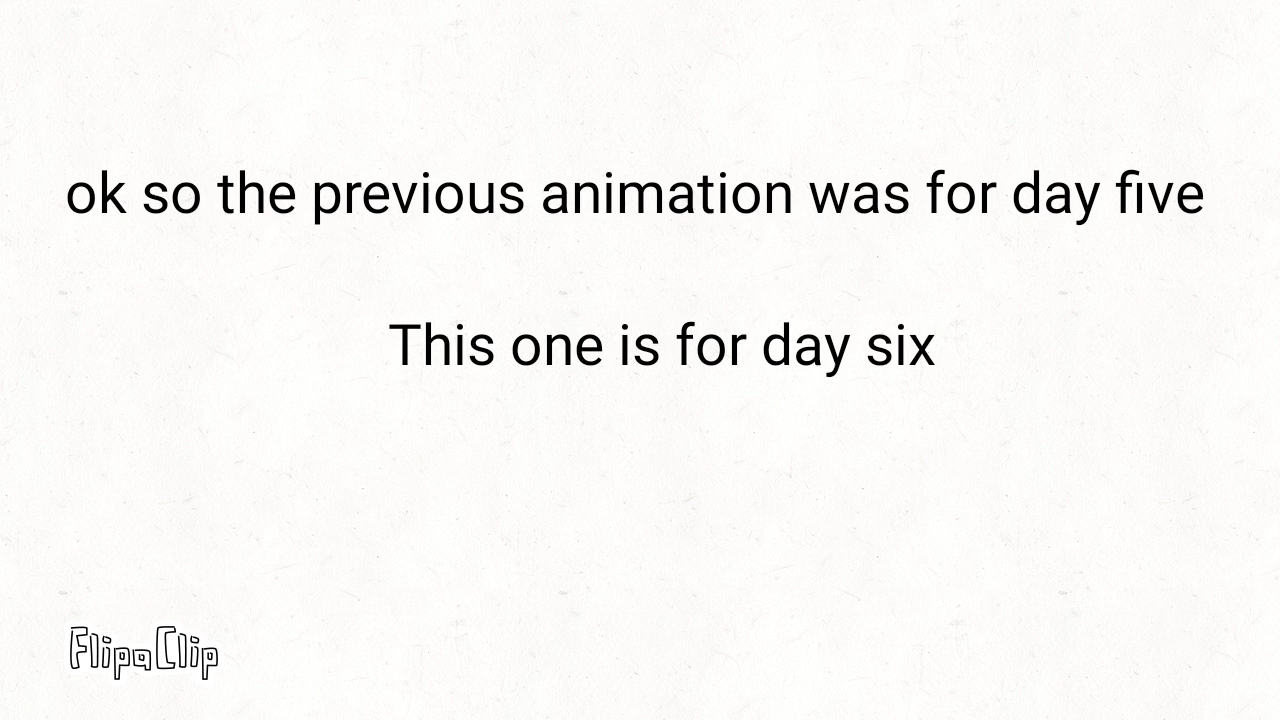 ok so the previous animation was for day five
This one is for day six
FlipaClip